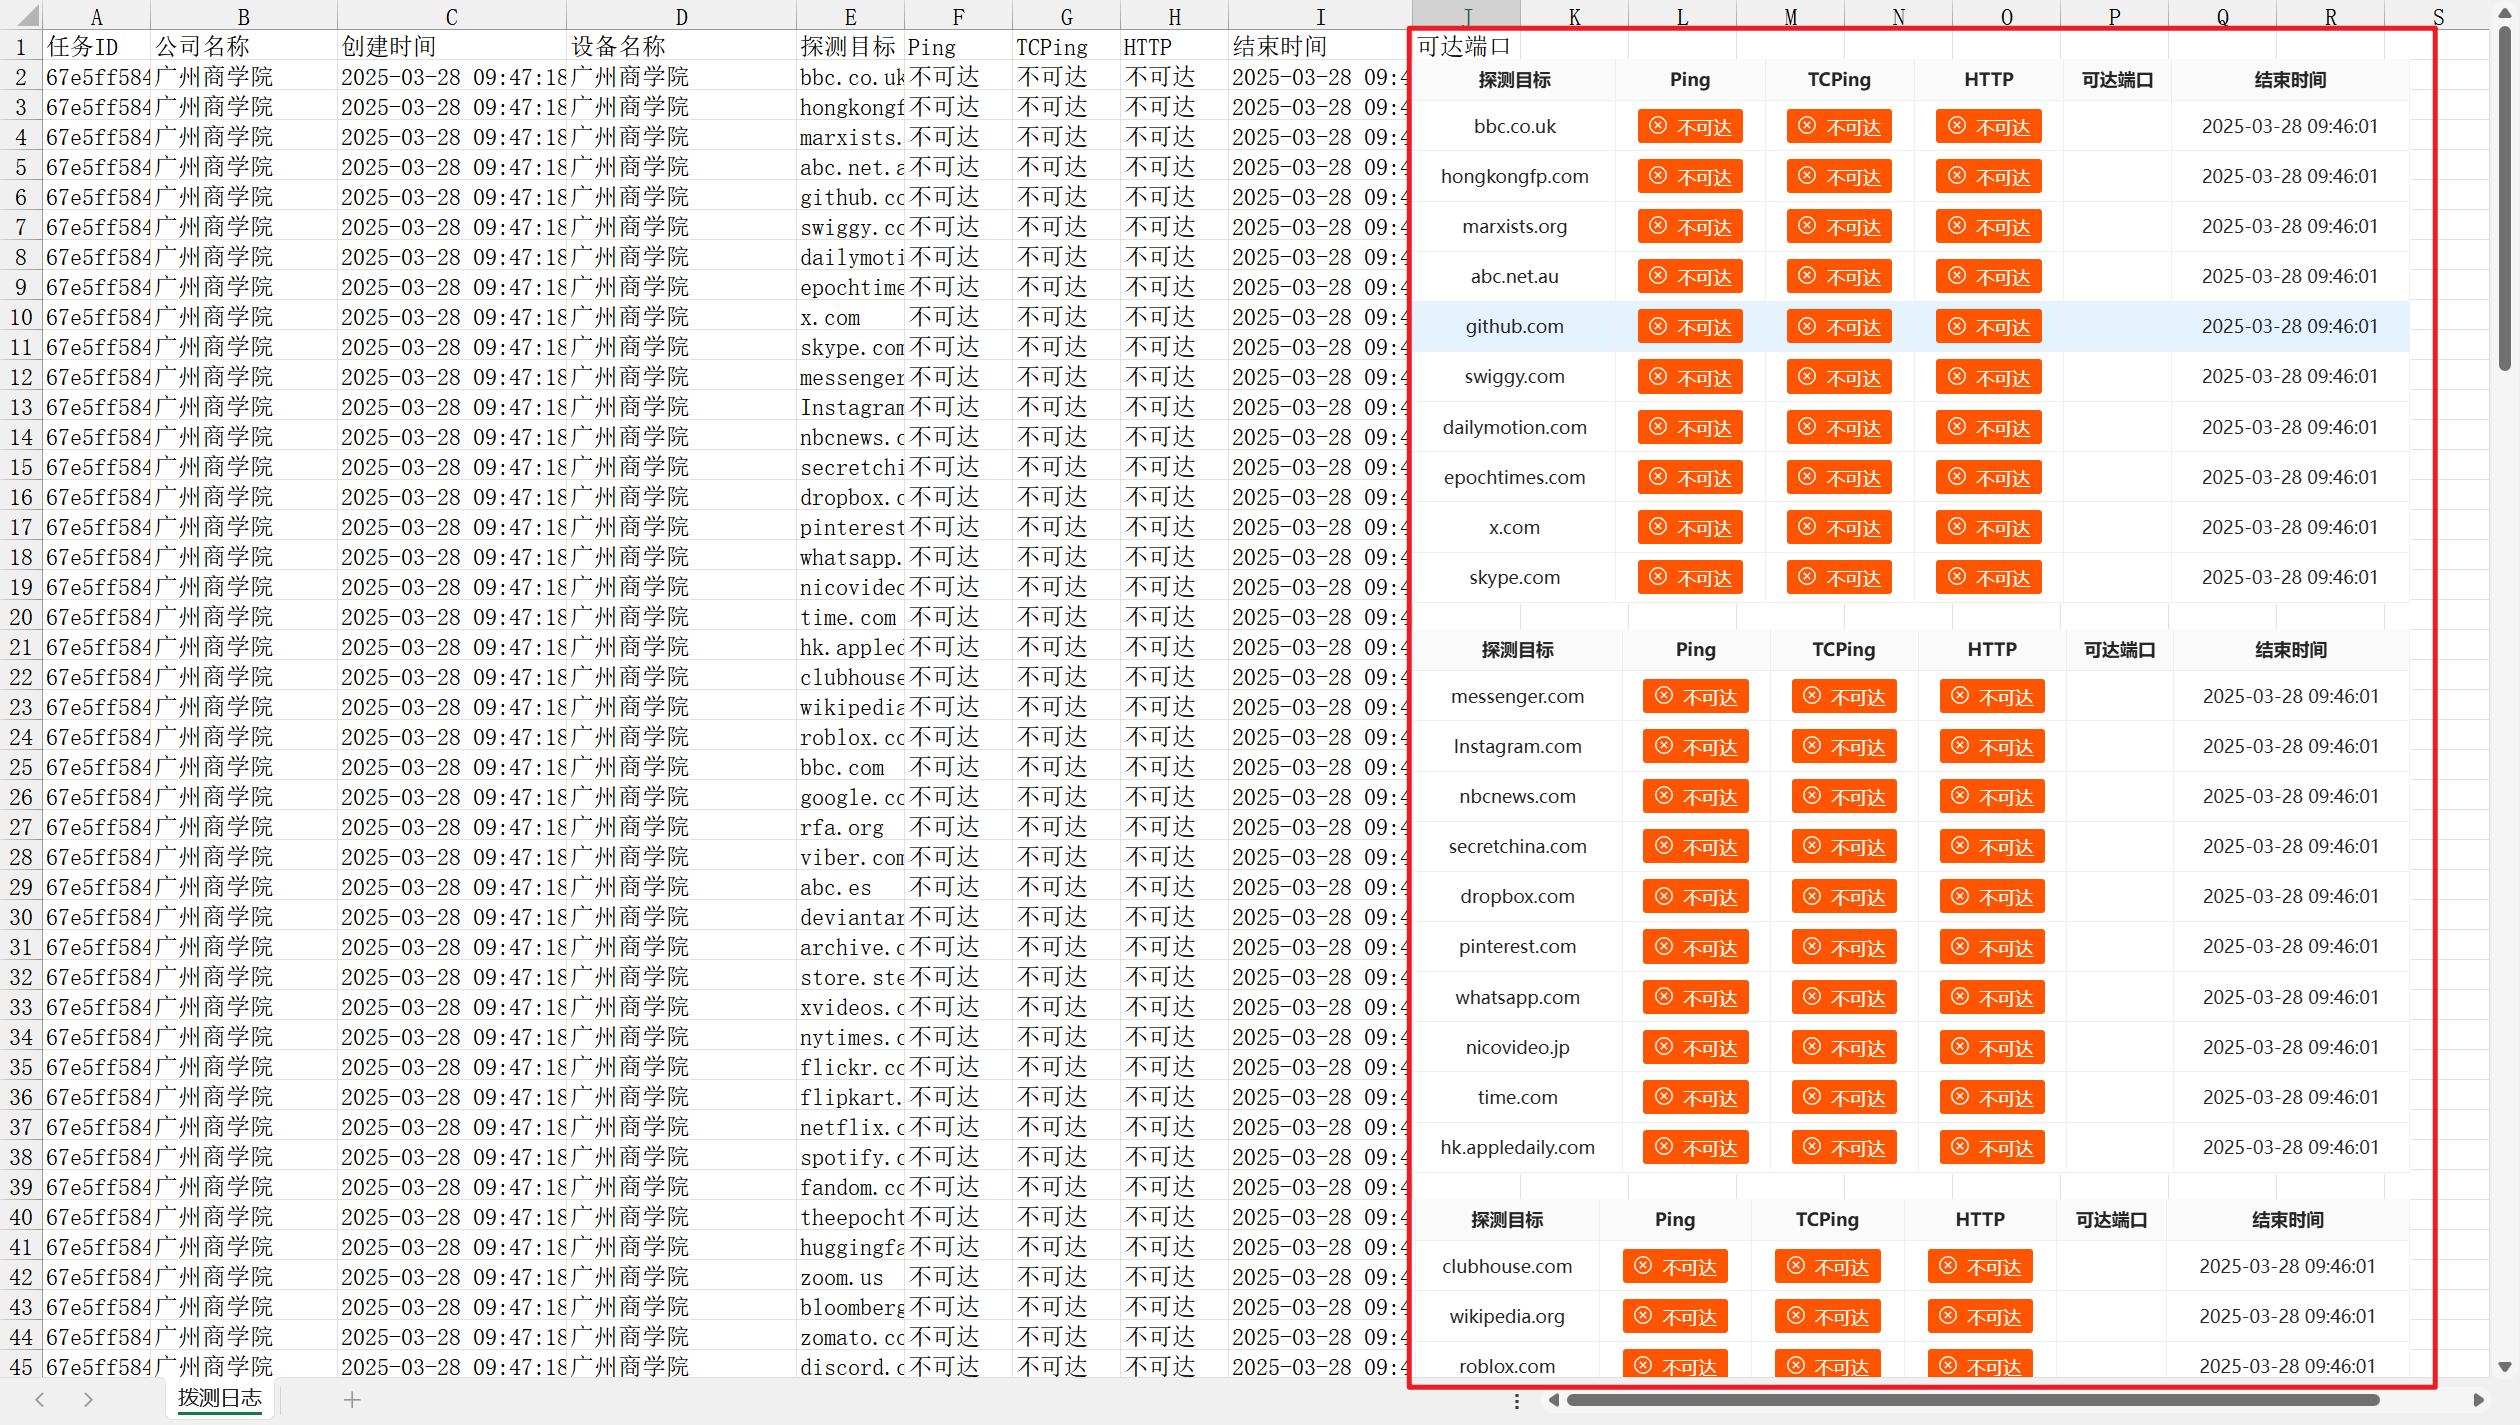 A B C D E F G H I J K L M N O P Q R S
1 任务ID 公司名称 创建时间 设备名称 探测目标 Ping TCPing HTTP 结束时间 可达端口
2 67e5ff584 广州商学院 2025-03-28 09:47:18 广州商学院 bbc.co.uk 不可达 不可达 不可达 2025-03-28 09:4
3 67e5ff584 广州商学院 2025-03-28 09:47:18 广州商学院 hongkongf 不可达 不可达 不可达 2025-03-28 09:4
4 67e5ff584 广州商学院 2025-03-28 09:47:18 广州商学院 marxists. 不可达 不可达 不可达 2025-03-28 09:4
5 67e5ff584 广州商学院 2025-03-28 09:47:18 广州商学院 abc.net.a 不可达 不可达 不可达 2025-03-28 09:4
6 67e5ff584 广州商学院 2025-03-28 09:47:18 广州商学院 github.co 不可达 不可达 不可达 2025-03-28 09:4
7 67e5ff584 广州商学院 2025-03-28 09:47:18 广州商学院 swiggy.co 不可达 不可达 不可达 2025-03-28 09:4
8 67e5ff584 广州商学院 2025-03-28 09:47:18 广州商学院 dailymoti 不可达 不可达 不可达 2025-03-28 09:4
9 67e5ff584 广州商学院 2025-03-28 09:47:18 广州商学院 epochtime 不可达 不可达 不可达 2025-03-28 09:4
10 67e5ff584 广州商学院 2025-03-28 09:47:18 广州商学院 x.com 不可达 不可达 不可达 2025-03-28 09:4
11 67e5ff584 广州商学院 2025-03-28 09:47:18 广州商学院 skype.com 不可达 不可达 不可达 2025-03-28 09:4
12 67e5ff584 广州商学院 2025-03-28 09:47:18 广州商学院 messenger 不可达 不可达 不可达 2025-03-28 09:4
13 67e5ff584 广州商学院 2025-03-28 09:47:18 广州商学院 Instagram 不可达 不可达 不可达 2025-03-28 09:4
14 67e5ff584 广州商学院 2025-03-28 09:47:18 广州商学院 nbcnews.c 不可达 不可达 不可达 2025-03-28 09:4
15 67e5ff584 广州商学院 2025-03-28 09:47:18 广州商学院 secretchi 不可达 不可达 不可达 2025-03-28 09:4
16 67e5ff584 广州商学院 2025-03-28 09:47:18 广州商学院 dropbox.c 不可达 不可达 不可达 2025-03-28 09:4
17 67e5ff584 广州商学院 2025-03-28 09:47:18 广州商学院 pinterest 不可达 不可达 不可达 2025-03-28 09:4
18 67e5ff584 广州商学院 2025-03-28 09:47:18 广州商学院 whatsapp. 不可达 不可达 不可达 2025-03-28 09:4
19 67e5ff584 广州商学院 2025-03-28 09:47:18 广州商学院 nicovideo 不可达 不可达 不可达 2025-03-28 09:4
20 67e5ff584 广州商学院 2025-03-28 09:47:18 广州商学院 time.com 不可达 不可达 不可达 2025-03-28 09:4
21 67e5ff584 广州商学院 2025-03-28 09:47:18 广州商学院 hk.appled 不可达 不可达 不可达 2025-03-28 09:4
22 67e5ff584 广州商学院 2025-03-28 09:47:18 广州商学院 clubhouse 不可达 不可达 不可达 2025-03-28 09:4
23 67e5ff584 广州商学院 2025-03-28 09:47:18 广州商学院 wikipedia 不可达 不可达 不可达 2025-03-28 09:4
24 67e5ff584 广州商学院 2025-03-28 09:47:18 广州商学院 roblox.co 不可达 不可达 不可达 2025-03-28 09:4
25 67e5ff584 广州商学院 2025-03-28 09:47:18 广州商学院 bbc.com 不可达 不可达 不可达 2025-03-28 09:4
26 67e5ff584 广州商学院 2025-03-28 09:47:18 广州商学院 google.co 不可达 不可达 不可达 2025-03-28 09:4
27 67e5ff584 广州商学院 2025-03-28 09:47:18 广州商学院 rfa.org 不可达 不可达 不可达 2025-03-28 09:4
28 67e5ff584 广州商学院 2025-03-28 09:47:18 广州商学院 viber.com 不可达 不可达 不可达 2025-03-28 09:4
29 67e5ff584 广州商学院 2025-03-28 09:47:18 广州商学院 abc.es 不可达 不可达 不可达 2025-03-28 09:4
30 67e5ff584 广州商学院 2025-03-28 09:47:18 广州商学院 deviantar 不可达 不可达 不可达 2025-03-28 09:4
31 67e5ff584 广州商学院 2025-03-28 09:47:18 广州商学院 archive.o 不可达 不可达 不可达 2025-03-28 09:4
32 67e5ff584 广州商学院 2025-03-28 09:47:18 广州商学院 store.ste 不可达 不可达 不可达 2025-03-28 09:4
33 67e5ff584 广州商学院 2025-03-28 09:47:18 广州商学院 xvideos.c 不可达 不可达 不可达 2025-03-28 09:4
34 67e5ff584 广州商学院 2025-03-28 09:47:18 广州商学院 nytimes.c 不可达 不可达 不可达 2025-03-28 09:4
35 67e5ff584 广州商学院 2025-03-28 09:47:18 广州商学院 flickr.co 不可达 不可达 不可达 2025-03-28 09:4
36 67e5ff584 广州商学院 2025-03-28 09:47:18 广州商学院 flipkart. 不可达 不可达 不可达 2025-03-28 09:4
37 67e5ff584 广州商学院 2025-03-28 09:47:18 广州商学院 netflix.c 不可达 不可达 不可达 2025-03-28 09:4
38 67e5ff584 广州商学院 2025-03-28 09:47:18 广州商学院 spotify.c 不可达 不可达 不可达 2025-03-28 09:4
39 67e5ff584 广州商学院 2025-03-28 09:47:18 广州商学院 fandom.co 不可达 不可达 不可达 2025-03-28 09:4
40 67e5ff584 广州商学院 2025-03-28 09:47:18 广州商学院 theepocht 不可达 不可达 不可达 2025-03-28 09:4
41 67e5ff584 广州商学院 2025-03-28 09:47:18 广州商学院 huggingfa 不可达 不可达 不可达 2025-03-28 09:4
42 67e5ff584 广州商学院 2025-03-28 09:47:18 广州商学院 zoom.us 不可达 不可达 不可达 2025-03-28 09:4
43 67e5ff584 广州商学院 2025-03-28 09:47:18 广州商学院 bloomberg 不可达 不可达 不可达 2025-03-28 09:4
44 67e5ff584 广州商学院 2025-03-28 09:47:18 广州商学院 zomato.co 不可达 不可达 不可达 2025-03-28 09:4
45 67e5ff584 广州商学院 2025-03-28 09:47:18 广州商学院 discord.c 不可达 不可达 不可达 2025-03-28 09:4
探测目标 Ping TCPing HTTP 可达端口 结束时间
bbc.co.uk 不可达 不可达 不可达 2025-03-28 09:46:01
hongkongfp.com 不可达 不可达 不可达 2025-03-28 09:46:01
marxists.org 不可达 不可达 不可达 2025-03-28 09:46:01
abc.net.au 不可达 不可达 不可达 2025-03-28 09:46:01
github.com 不可达 不可达 不可达 2025-03-28 09:46:01
swiggy.com 不可达 不可达 不可达 2025-03-28 09:46:01
dailymotion.com 不可达 不可达 不可达 2025-03-28 09:46:01
epochtimes.com 不可达 不可达 不可达 2025-03-28 09:46:01
x.com 不可达 不可达 不可达 2025-03-28 09:46:01
skype.com 不可达 不可达 不可达 2025-03-28 09:46:01
探测目标 Ping TCPing HTTP 可达端口 结束时间
messenger.com 不可达 不可达 不可达 2025-03-28 09:46:01
Instagram.com 不可达 不可达 不可达 2025-03-28 09:46:01
nbcnews.com 不可达 不可达 不可达 2025-03-28 09:46:01
secretchina.com 不可达 不可达 不可达 2025-03-28 09:46:01
dropbox.com 不可达 不可达 不可达 2025-03-28 09:46:01
pinterest.com 不可达 不可达 不可达 2025-03-28 09:46:01
whatsapp.com 不可达 不可达 不可达 2025-03-28 09:46:01
nicovideo.jp 不可达 不可达 不可达 2025-03-28 09:46:01
time.com 不可达 不可达 不可达 2025-03-28 09:46:01
hk.appledaily.com 不可达 不可达 不可达 2025-03-28 09:46:01
探测目标 Ping TCPing HTTP 可达端口 结束时间
clubhouse.com 不可达 不可达 不可达 2025-03-28 09:46:01
wikipedia.org 不可达 不可达 不可达 2025-03-28 09:46:01
roblox.com 不可达 不可达 不可达 2025-03-28 09:46:01
拨测日志